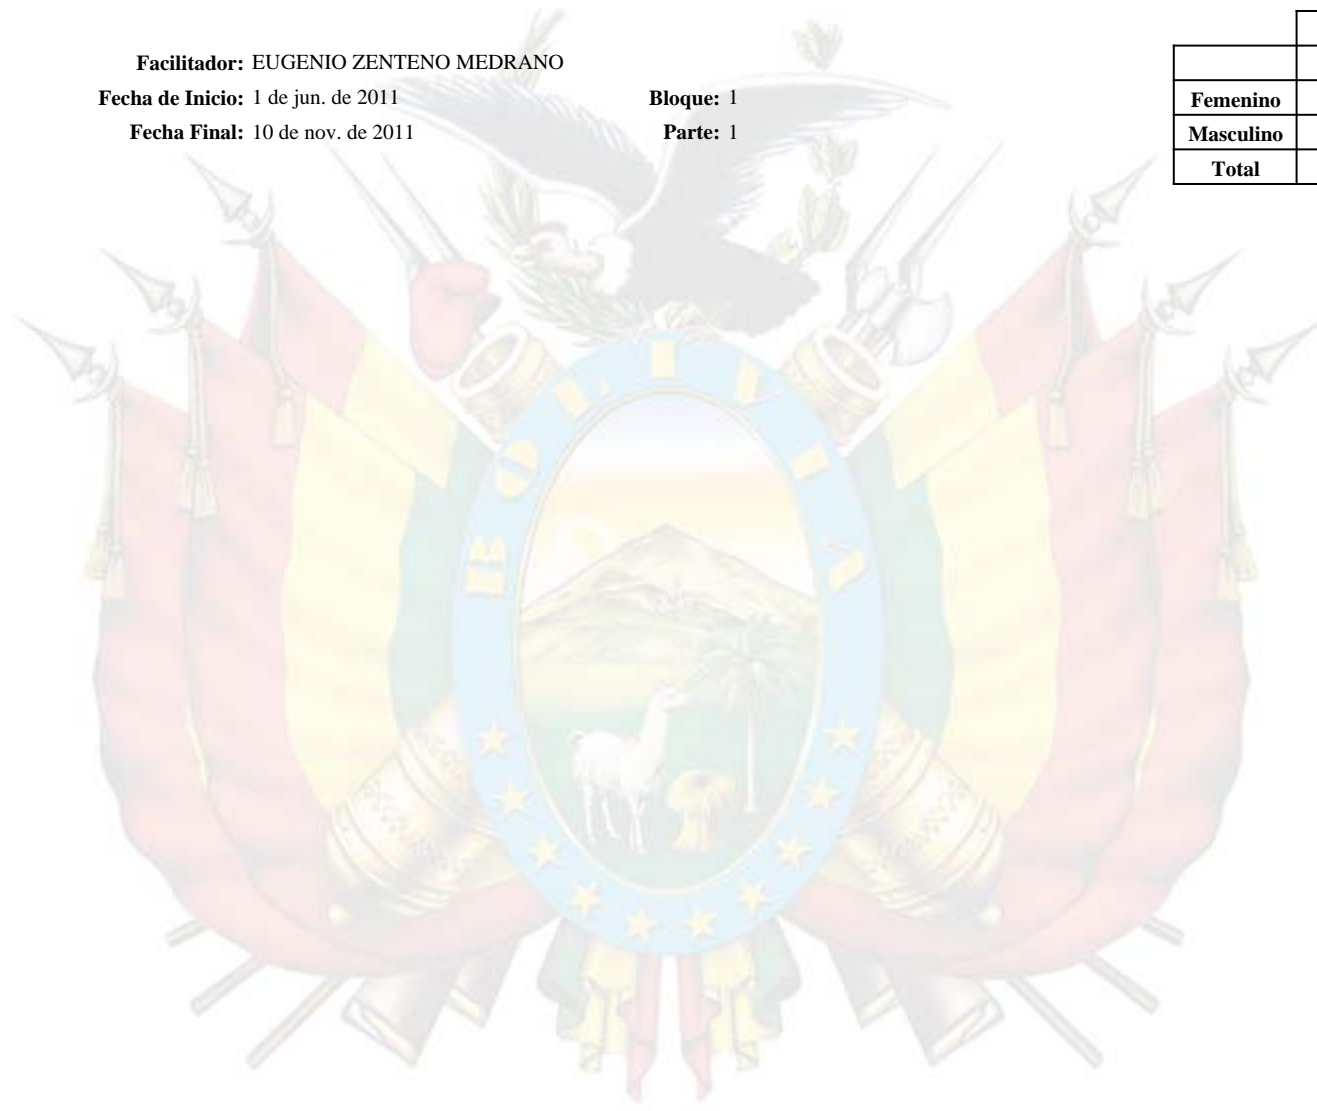 Facilitador: EUGENIO ZENTENO MEDRANO
Fecha de Inicio: 1 de jun. de 2011 Bloque: 1
Fecha Final: 10 de nov. de 2011 Parte: 1
Femenino
Masculino
Total
BOLIVIA